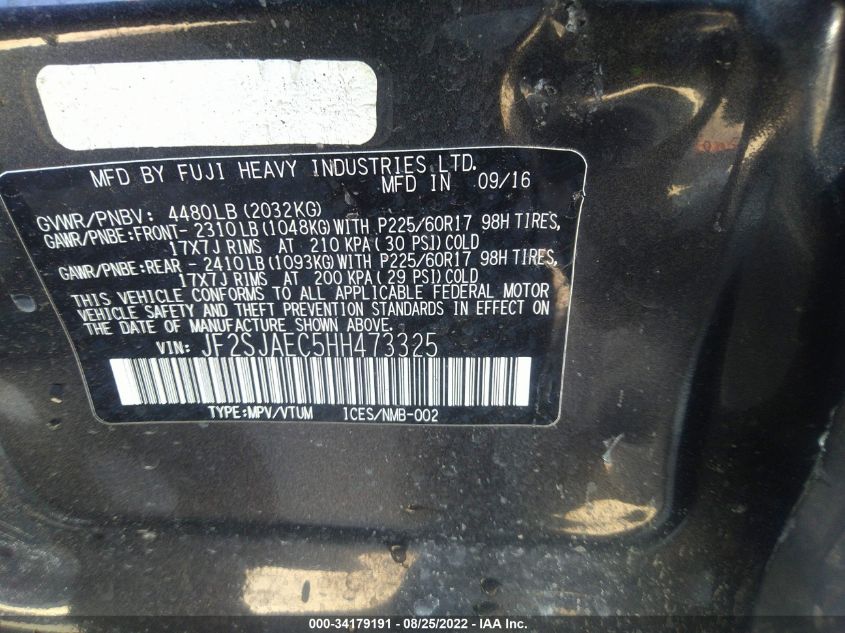 MFD BY FUJI HEAVY INDUSTRIES LTD.
MFD IN 09/16
GVWR/PNBV: 4480LB(2032KG)
GAWR/PNBE:FRONT- 2310LB(1048KG)WITH P225/60R17 98H TIRES,
17X7J RIMS AT 210 KPA(30 PSI)COLD
GAWR/PNBE:REAR - 2410LB(1093KG)WITH P225/60R17 98H TIRES,
17X7J RIMS AT 200 KPA(29 PSI)COLD
THIS VEHICLE CONFORMS TO ALL APPLICABLE FEDERAL MOTOR
VEHICLE SAFETY AND THEFT PREVENTION STANDARDS IN EFFECT ON
THE DATE OF MANUFACTURE SHOWN ABOVE.
VIN: JF2SJAEC5HH473325
TYPE:MPV/VTUM ICES/NMB-002
000-34179191 - 08/25/2022 - IAA Inc.